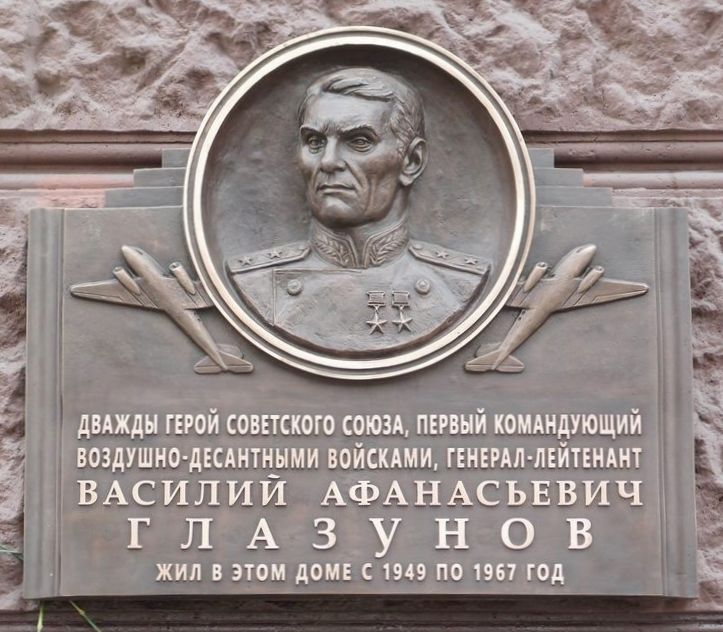 ДВАЖДЫ ГЕРОЙ СОВЕТСКОГО СОЮЗА, ПЕРВЫЙ КОМАНДУЮЩИЙ
ВОЗДУШНО-ДЕСАНТНЫМИ ВОЙСКАМИ, ГЕНЕРАЛ-ЛЕЙТЕНАНТ
ВАСИЛИЙ АФАНАСЬЕВИЧ
ГЛАЗУНОВ
ЖИЛ В ЭТОМ ДОМЕ С 1949 ПО 1967 ГОД